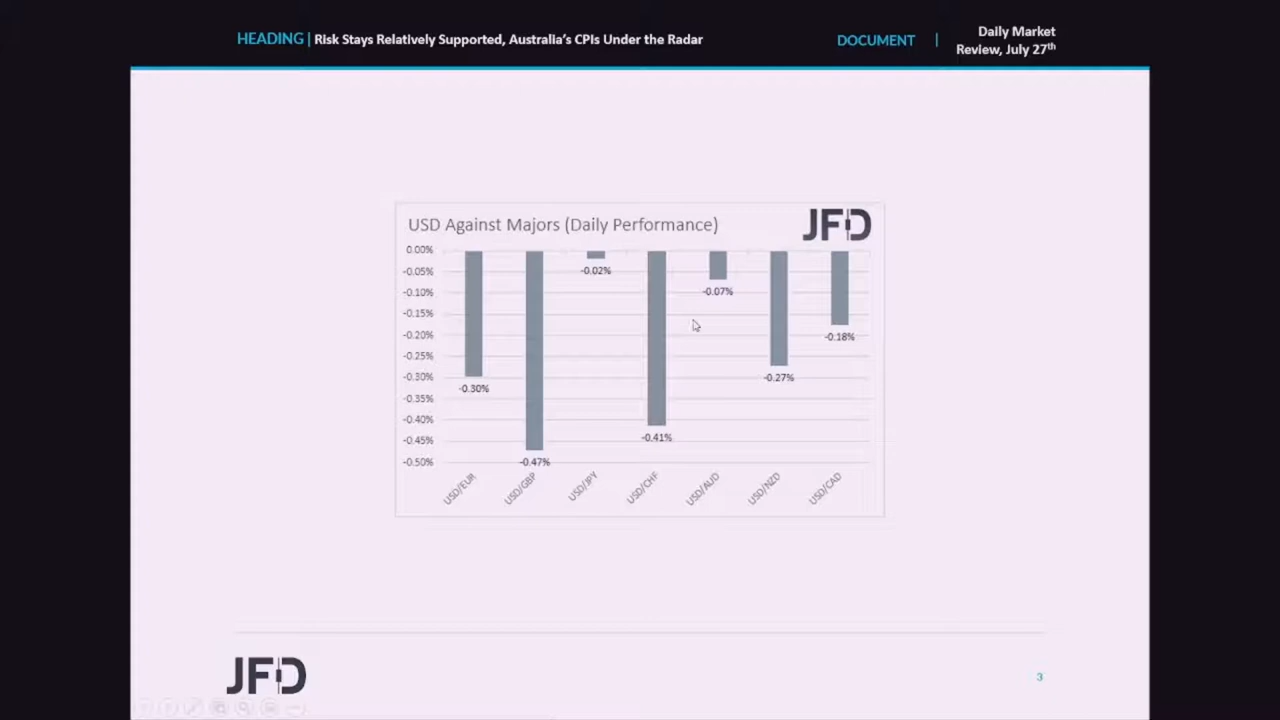 HEADING | Risk Stays Relatively Supported, Australia's CPIs Under the Radar
DOCUMENT | Daily Market
Review, July 27th
USD Against Majors (Daily Performance)
JFD
0.00%
-0.05%
-0.10%
-0.15%
-0.20%
-0.25%
-0.30%
-0.35%
-0.40%
-0.45%
-0.50%
-0.30%
-0.47%
-0.02%
-0.41%
-0.07%
-0.27%
-0.18%
USD/EUR
USD/GBP
USD/JPY
USD/CHF
USD/AUD
USD/NZD
USD/CAD
JFD
3